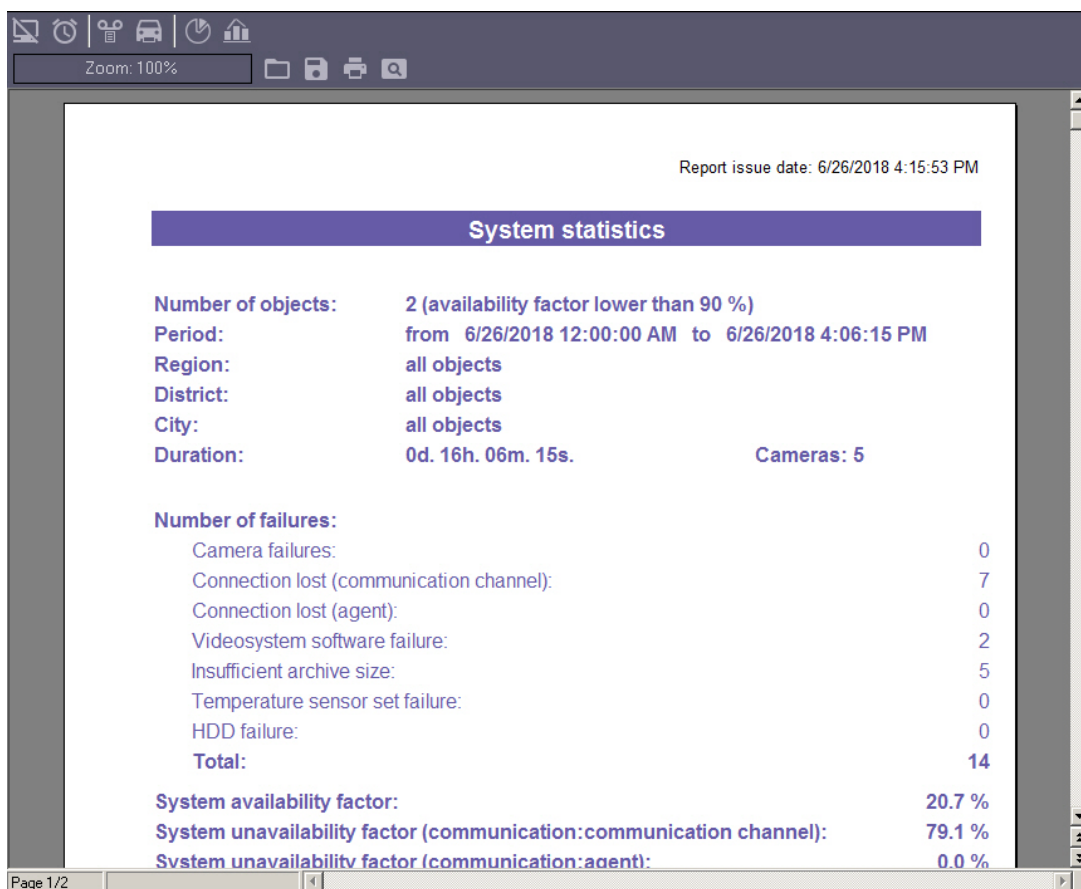 Zoom: 100%
Report issue date: 6/26/2018 4:15:53 PM
System statistics
Number of objects: 2 (availability factor lower than 90 %)
Period: from 6/26/2018 12:00:00 AM to 6/26/2018 4:06:15 PM
Region: all objects
District: all objects
City: all objects
Duration: 0d. 16h. 06m. 15s. Cameras: 5
Number of failures:
Camera failures: 0
Connection lost (communication channel): 7
Connection lost (agent): 0
Videosystem software failure: 2
Insufficient archive size: 5
Temperature sensor set failure: 0
HDD failure: 0
Total: 14
System availability factor: 20.7 %
System unavailability factor (communication:communication channel): 79.1 %
System unavailability factor (communication:agent): 0.0 %
Page 1/2